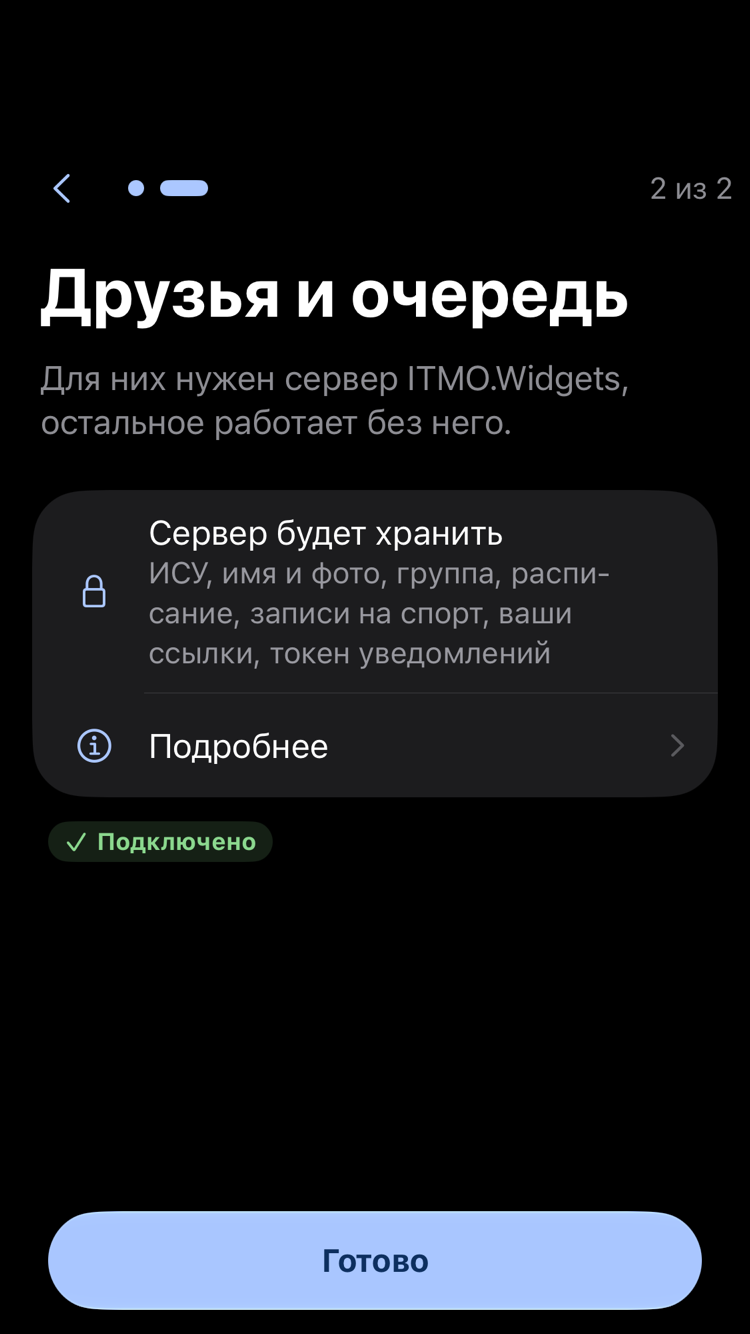 2 из 2
Друзья и очередь
Для них нужен сервер ITMO.Widgets,
остальное работает без него.
Сервер будет хранить
ИСУ, имя и фото, группа, распи-
сание, записи на спорт, ваши
ссылки, токен уведомлений
Подробнее
Подключено
Готово